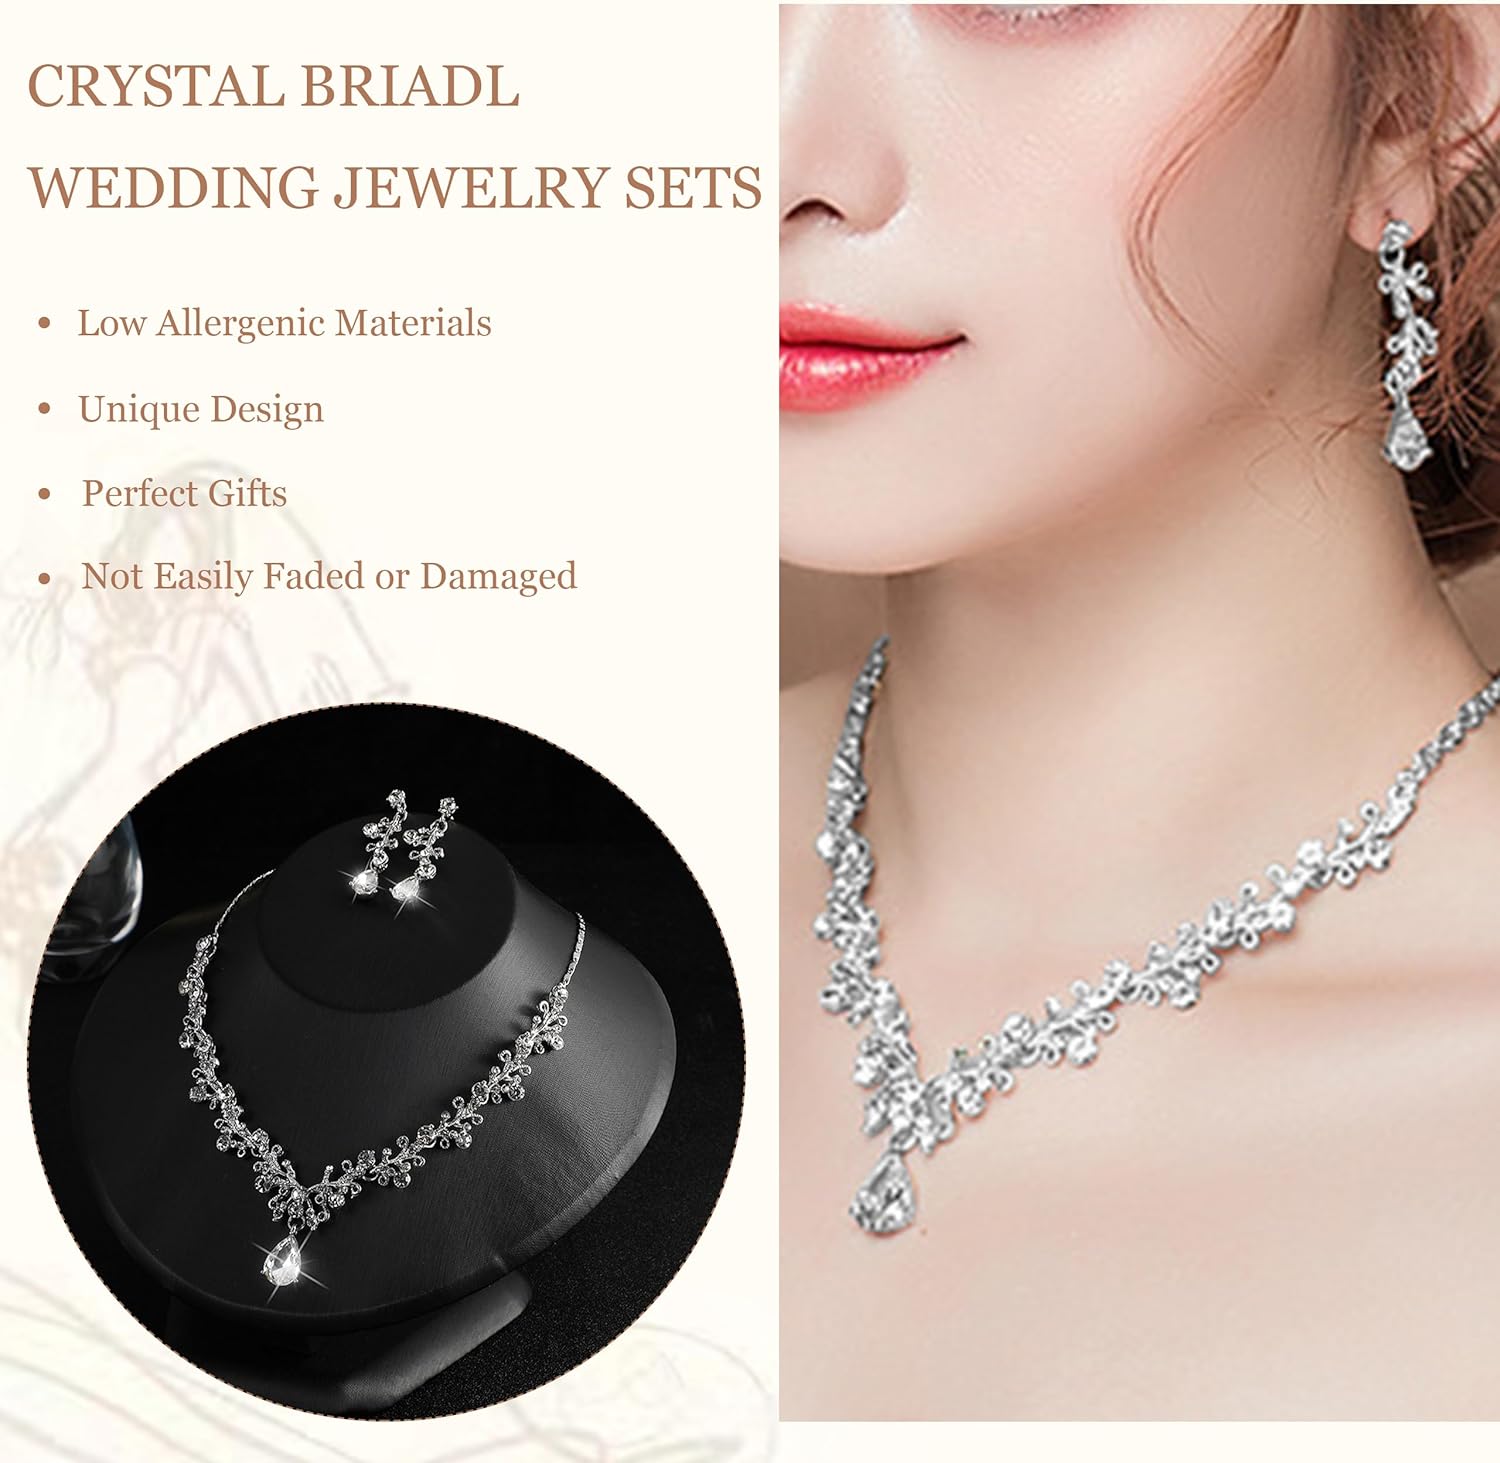 CRYSTAL BRIADL
WEDDING JEWELRY SETS
• Low Allergenic Materials
• Unique Design
• Perfect Gifts
• Not Easily Faded or Damaged